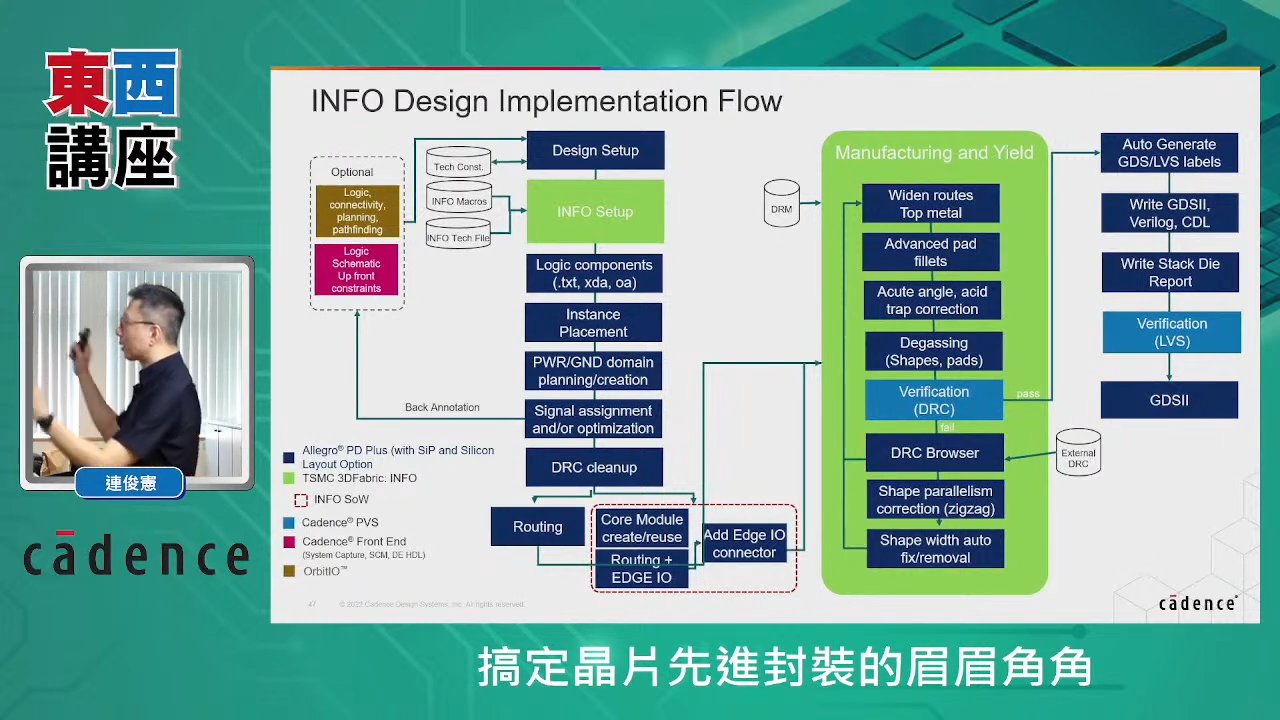 東西
講座
連俊憲
cādence
INFO Design Implementation Flow
Optional
Logic,
connectivity,
planning,
pathfinding
Logic
Schematic
Up front
constraints
Tech Const.
INFO Macros
INFO Tech File
Design Setup
INFO Setup
Logic components
(.txt, xda, oa)
Instance
Placement
PWR/GND domain
planning/creation
Signal assignment
and/or optimization
Back Annotation
DRC cleanup
Routing
Core Module
create/reuse
Routing +
EDGE IO
Add Edge IO
connector
Allegro® PD Plus (with SiP and Silicon
Layout Option
TSMC 3DFabric: INFO
INFO SoW
Cadence® PVS
Cadence® Front End
(System Capture, SCM, DE HDL)
OrbitIO™
DRM
Manufacturing and Yield
Widen routes
Top metal
Advanced pad
fillets
Acute angle, acid
trap correction
Degassing
(Shapes, pads)
Verification
(DRC)
pass
fail
DRC Browser
External
DRC
Shape parallelism
correction (zigzag)
Shape width auto
fix/removal
Auto Generate
GDS/LVS labels
Write GDSII,
Verilog, CDL
Write Stack Die
Report
Verification
(LVS)
GDSII
47 © 2022 Cadence Design Systems, Inc. All rights reserved.
cādence®
搞定晶片先進封裝的眉眉角角